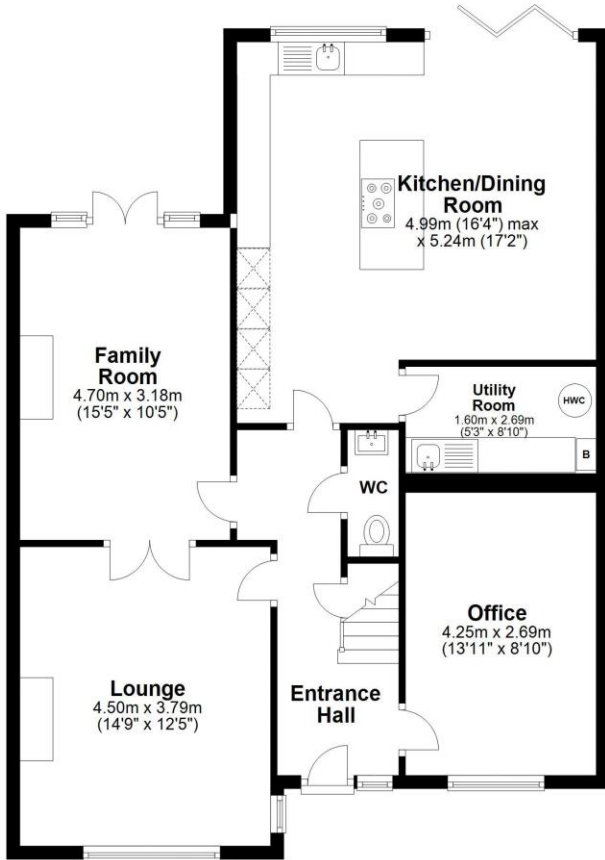 Kitchen/Dining
Room
4.99m (16'4") max
x 5.24m (17'2")
Family
Room
4.70m x 3.18m
(15'5" x 10'5")
Utility
Room
1.60m x 2.69m
(5'3" x 8'10")
HWC
B
WC
Office
4.25m x 2.69m
(13'11" x 8'10")
Lounge
4.50m x 3.79m
(14'9" x 12'5")
Entrance
Hall